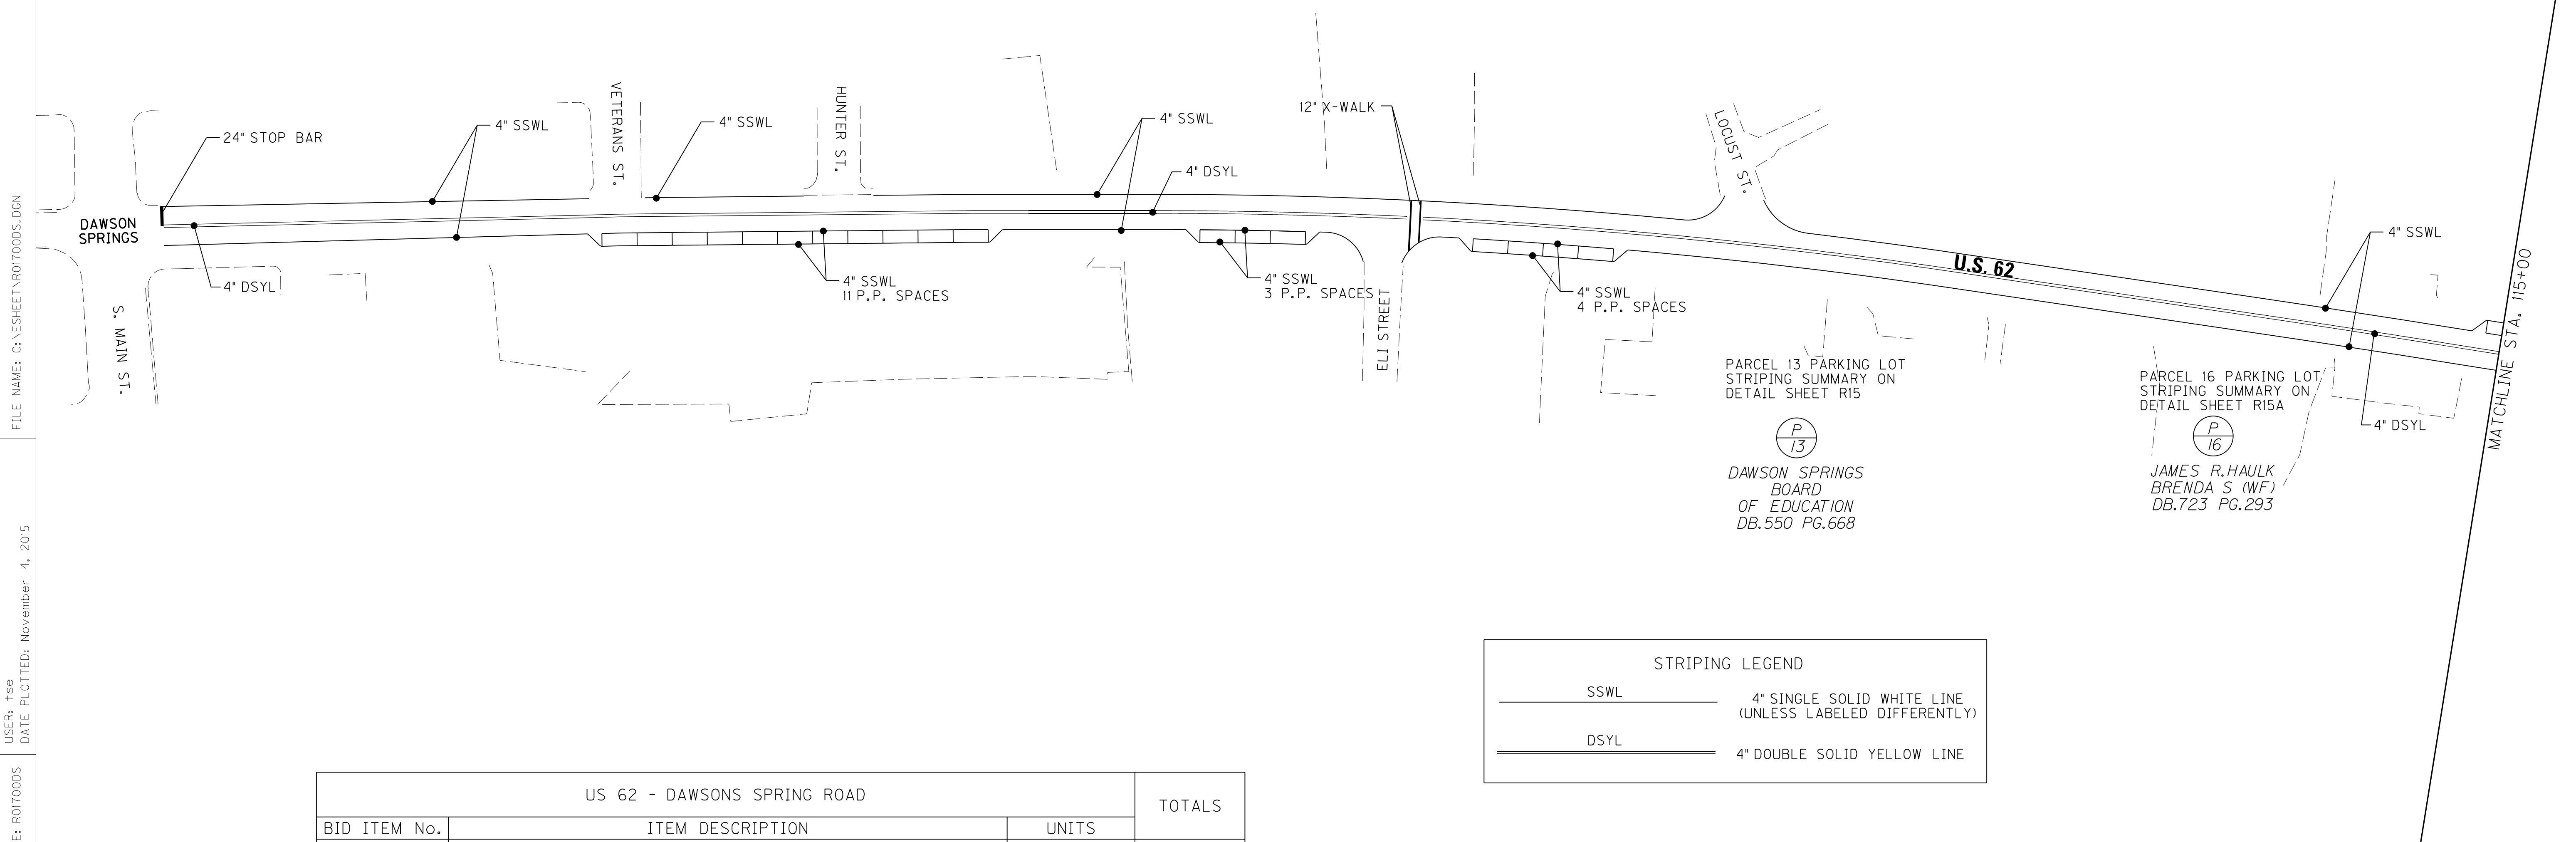 FILE NAME: C:\ESHEET\R01700DS.DGN
USER: tse
DATE PLOTTED: November 4, 2015
E: R01700DS
DAWSON
SPRINGS
24" STOP BAR
4" SSWL
VETERANS ST.
4" SSWL
HUNTER ST.
4" SSWL
4" DSYL
12" X-WALK
LOCUST ST.
4" SSWL
U.S. 62
MATCHLINE STA. 115+00
4" DSYL
S. MAIN ST.
4" SSWL
11 P.P. SPACES
4" SSWL
3 P.P. SPACES
ELI STREET
4" SSWL
4 P.P. SPACES
PARCEL 13 PARKING LOT
STRIPING SUMMARY ON
DETAIL SHEET R15
P
13
DAWSON SPRINGS
BOARD
OF EDUCATION
DB.550 PG.668
PARCEL 16 PARKING LOT
STRIPING SUMMARY ON
DETAIL SHEET R15A
P
16
JAMES R.HAULK
BRENDA S (WF)
DB.723 PG.293
4" DSYL
STRIPING LEGEND
SSWL
4" SINGLE SOLID WHITE LINE
(UNLESS LABELED DIFFERENTLY)
DSYL
4" DOUBLE SOLID YELLOW LINE
US 62 - DAWSONS SPRING ROAD
TOTALS
BID ITEM No.
ITEM DESCRIPTION
UNITS